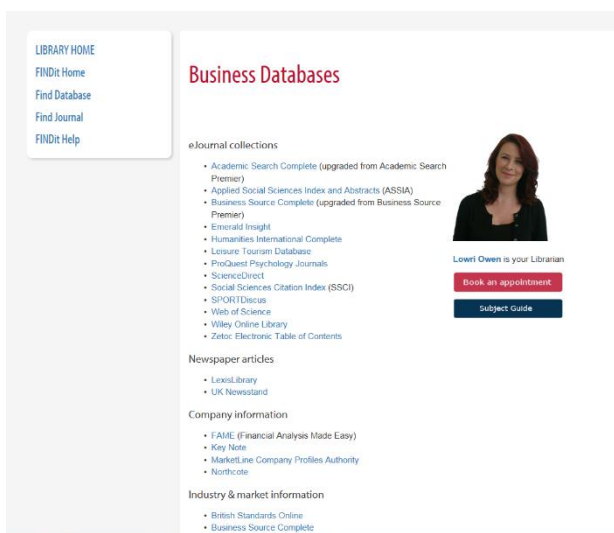 LIBRARY HOME
FINDit Home
Find Database
Find Journal
FINDit Help
Business Databases
eJournal collections
• Academic Search Complete (upgraded from Academic Search
Premier)
• Applied Social Sciences Index and Abstracts (ASSIA)
• Business Source Complete (upgraded from Business Source
Premier)
• Emerald Insight
• Humanities International Complete
• Leisure Tourism Database
• ProQuest Psychology Journals
• ScienceDirect
• Social Sciences Citation Index (SSCI)
• SPORTDiscus
• Web of Science
• Wiley Online Library
• Zetoc Electronic Table of Contents
Newspaper articles
• LexisLibrary
• UK Newsstand
Company information
• FAME (Financial Analysis Made Easy)
• Key Note
• MarketLine Company Profiles Authority
• Northcote
Industry & market information
• British Standards Online
• Business Source Complete
Lowri Owen is your Librarian
Book an appointment
Subject Guide